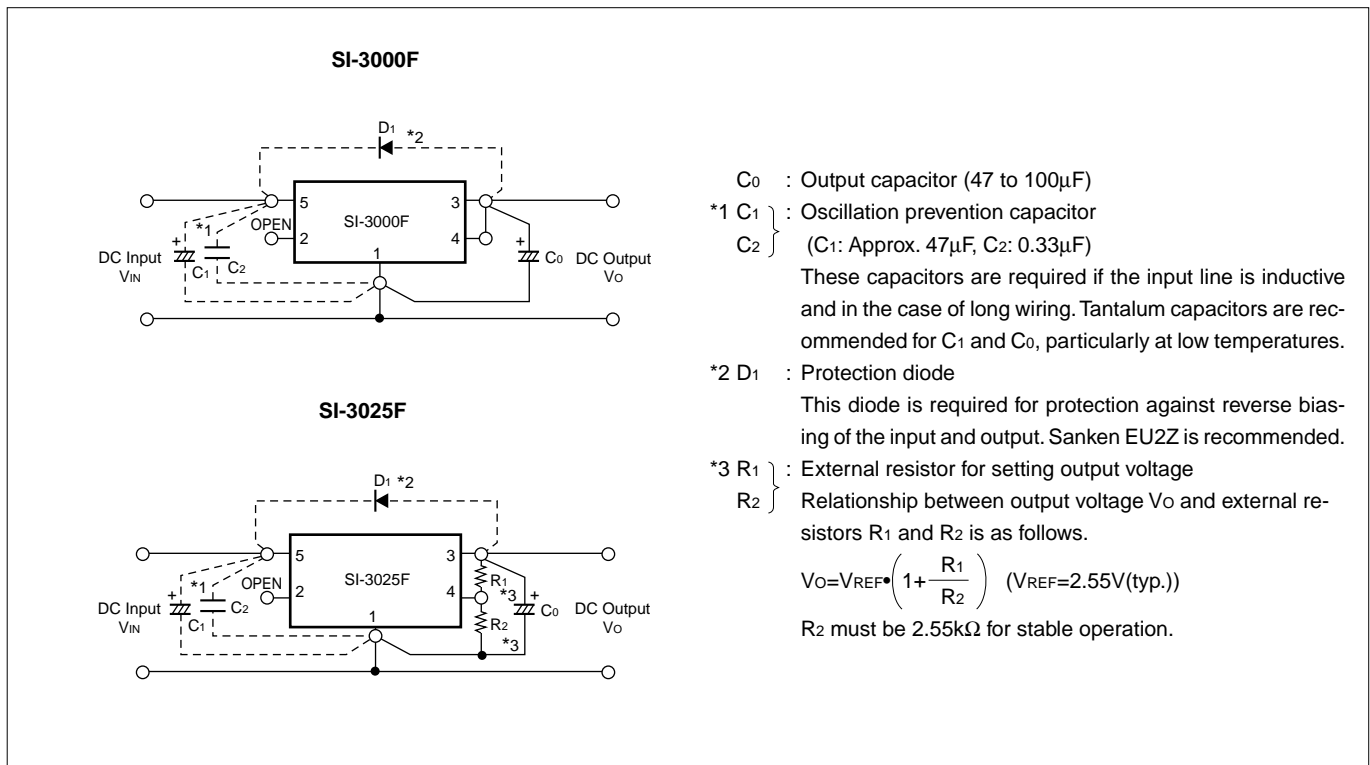 SI-3000F
D1 *2
5
SI-3000F
3
*1
OPEN
2
4
1
+
+
DC Input
VIN
C1
C2
C0
DC Output
VO
SI-3025F
D1 *2
5
SI-3025F
3
R1
*1
OPEN
2
4
*3
1
+
+
DC Input
VIN
C1
C2
R2
*3
C0
DC Output
VO
C0 : Output capacitor (47 to 100μF)
*1 C1 : Oscillation prevention capacitor
C2 (C1: Approx. 47μF, C2: 0.33μF)
These capacitors are required if the input line is inductive
and in the case of long wiring. Tantalum capacitors are rec-
ommended for C1 and C0, particularly at low temperatures.
*2 D1 : Protection diode
This diode is required for protection against reverse bias-
ing of the input and output. Sanken EU2Z is recommended.
*3 R1 : External resistor for setting output voltage
R2 Relationship between output voltage VO and external re-
sistors R1 and R2 is as follows.
VO=VREF•(1+R1/R2) (VREF=2.55V(typ.))
R2 must be 2.55kΩ for stable operation.